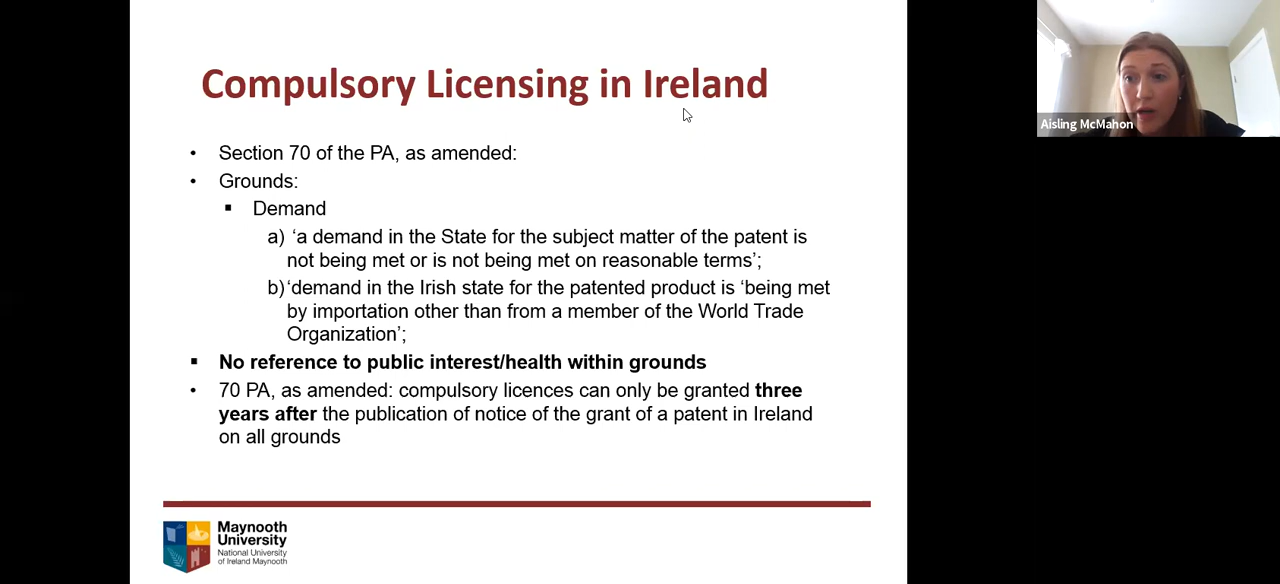 Compulsory Licensing in Ireland
Aisling McMahon
• Section 70 of the PA, as amended:
• Grounds:
▪ Demand
a) ‘a demand in the State for the subject matter of the patent is
not being met or is not being met on reasonable terms’;
b)‘demand in the Irish state for the patented product is ‘being met
by importation other than from a member of the World Trade
Organization’;
▪ No reference to public interest/health within grounds
• 70 PA, as amended: compulsory licences can only be granted three
years after the publication of notice of the grant of a patent in Ireland
on all grounds
Maynooth
University
National University
of Ireland Maynooth